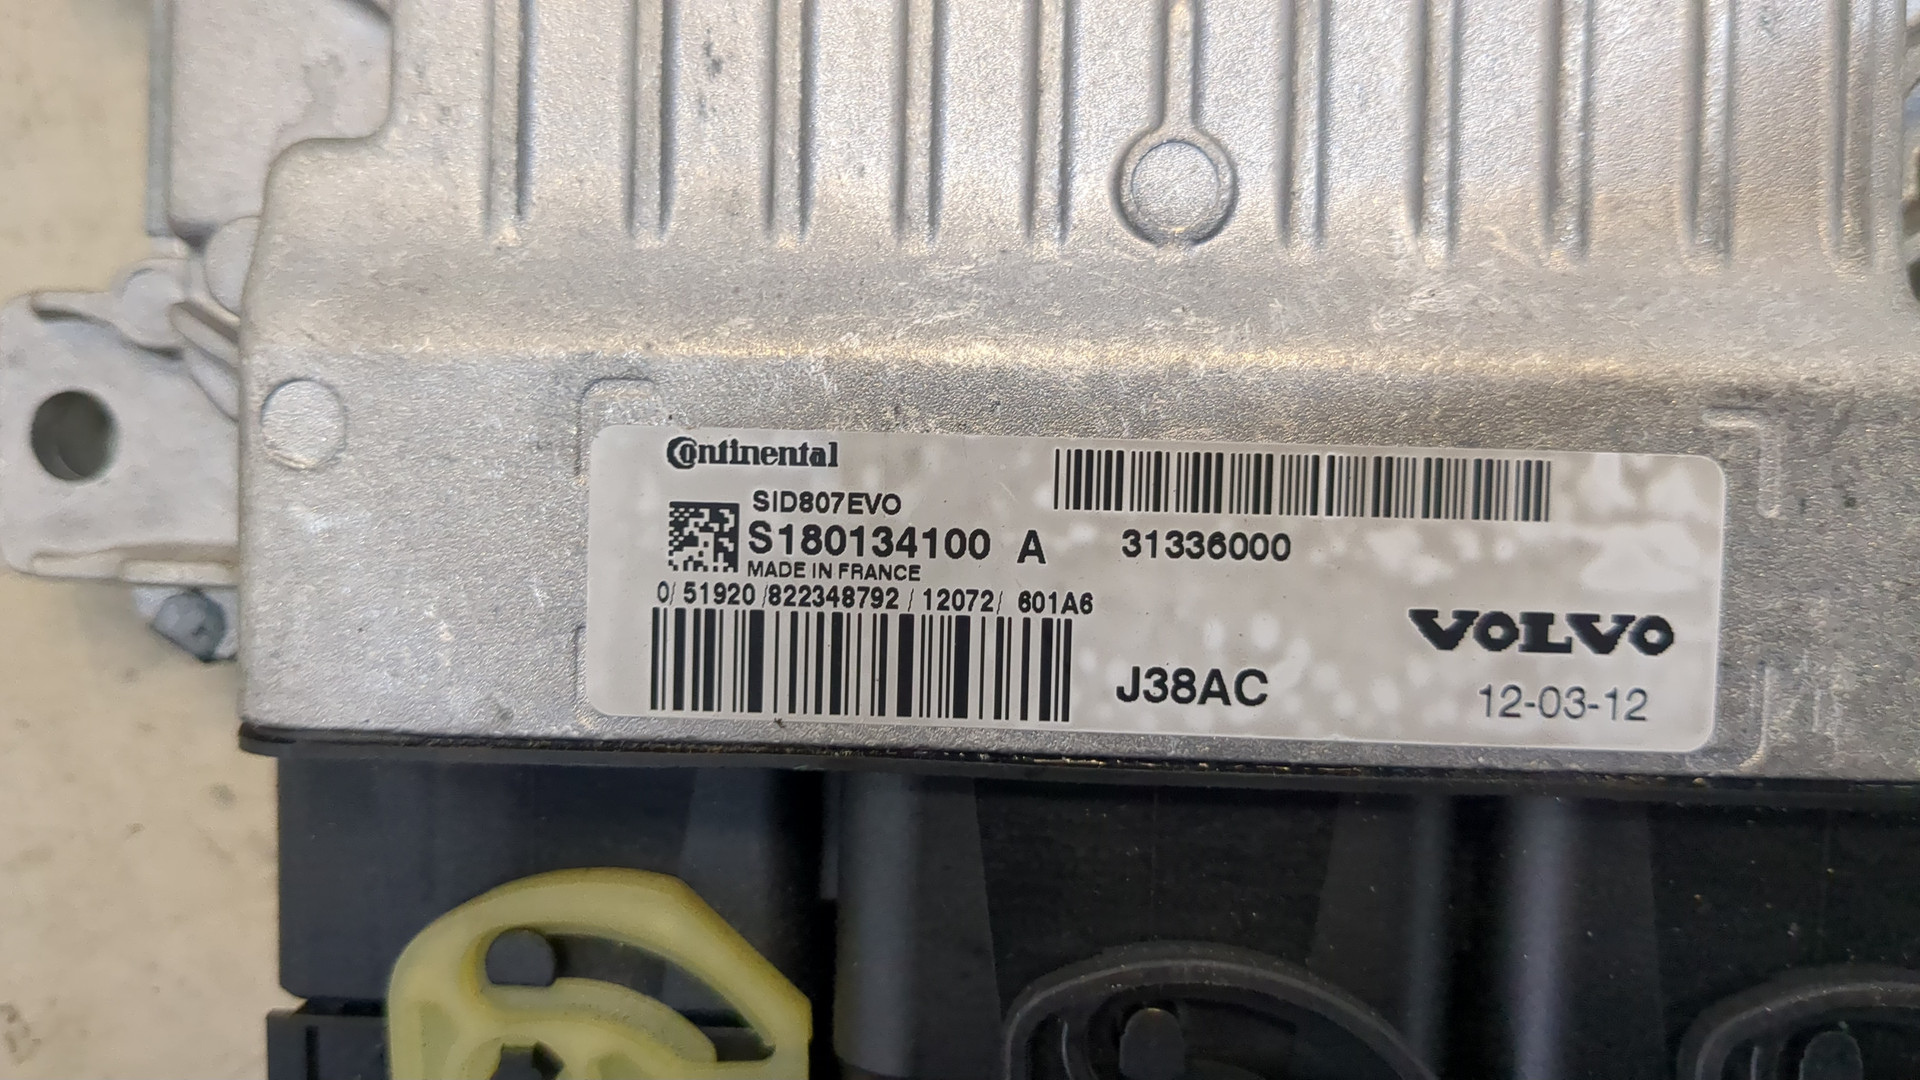 Continental
SID807EVO
S180134100 A 31336000
MADE IN FRANCE
0/ 51920 /822348792 / 12072/ 601A6
VOLVO
J38AC
12-03-12